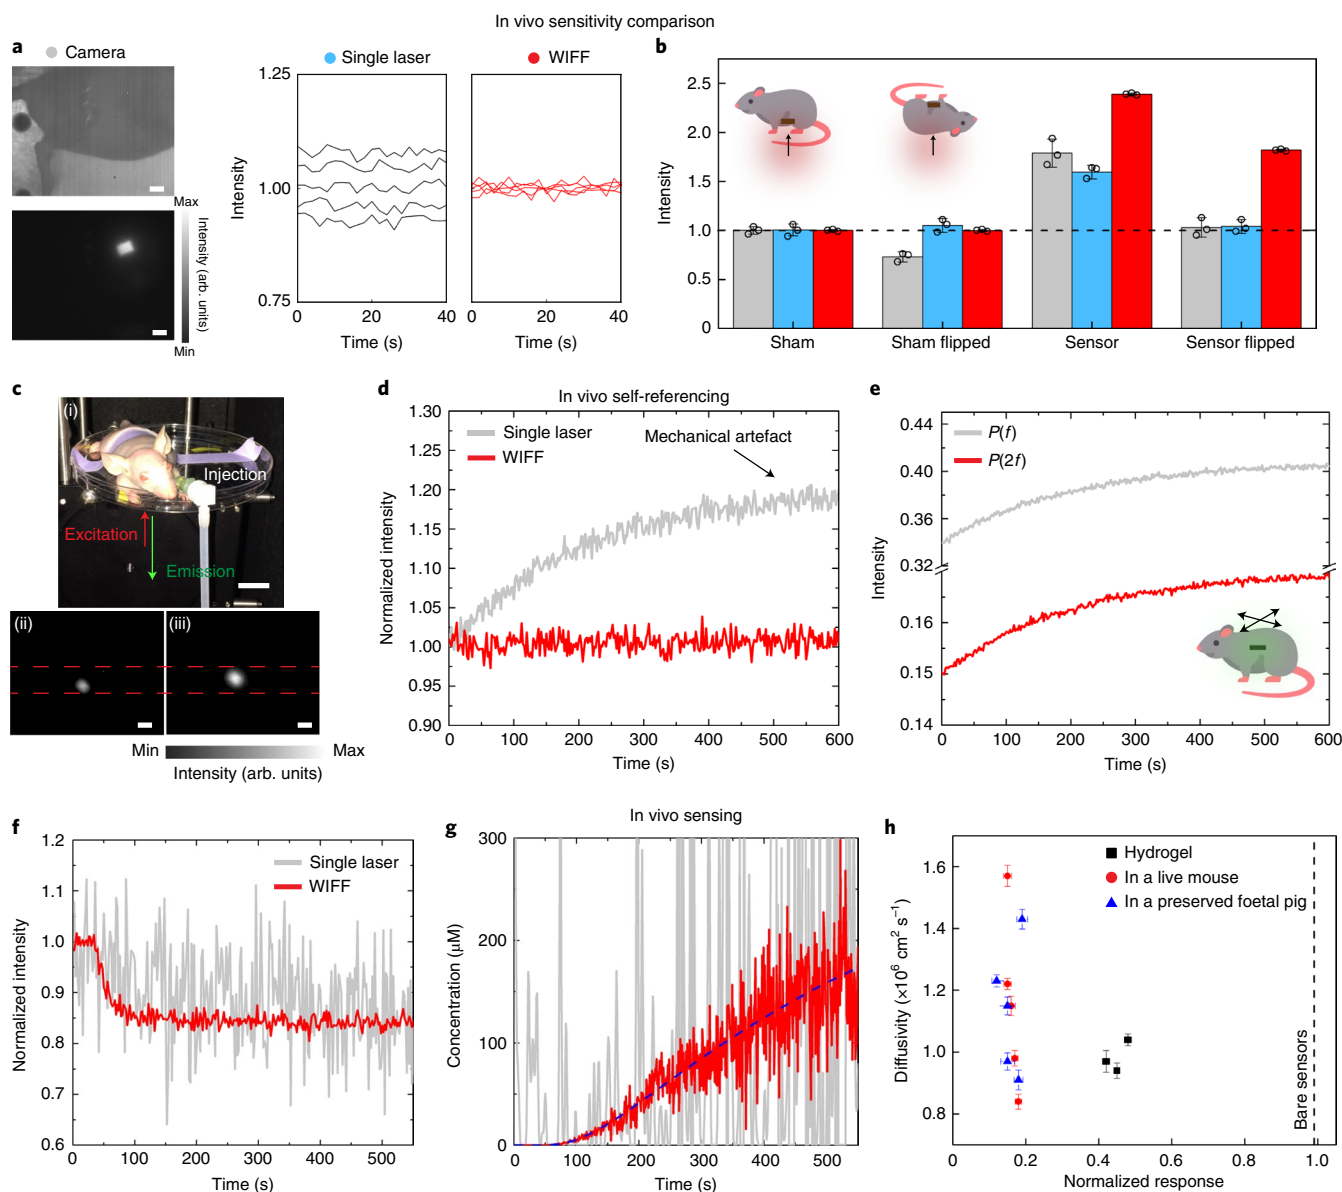 In vivo sensitivity comparison
a
Camera
Max
Intensity (arb. units)
Min
Single laser
WIFF
1.25
1.00
0.75
Intensity
0 20 40
0 20 40
Time (s)
Time (s)
b
2.5
2.0
1.5
1.0
0.5
0
Intensity
Sham
Sham flipped
Sensor
Sensor flipped
c
(i)
Injection
Excitation
Emission
(ii)
(iii)
Min Max
Intensity (arb. units)
d
In vivo self-referencing
1.30
1.25
1.20
1.15
1.10
1.05
1.00
0.95
0.90
Normalized intensity
Single laser
WIFF
Mechanical artefact
0 100 200 300 400 500 600
Time (s)
e
0.44
0.40
0.36
0.32
0.16
0.15
0.14
Intensity
P(f)
P(2f)
0 100 200 300 400 500 600
Time (s)
f
1.2
1.1
1.0
0.9
0.8
0.7
0.6
Normalized intensity
Single laser
WIFF
0 100 200 300 400 500
Time (s)
In vivo sensing
g
300
200
100
0
Concentration (μM)
0 100 200 300 400 500
Time (s)
h
1.6
1.4
1.2
1.0
0.8
Diffusivity (×10⁶ cm² s⁻¹)
Hydrogel
In a live mouse
In a preserved foetal pig
Bare sensors
0 0.2 0.4 0.6 0.8 1.0
Normalized response